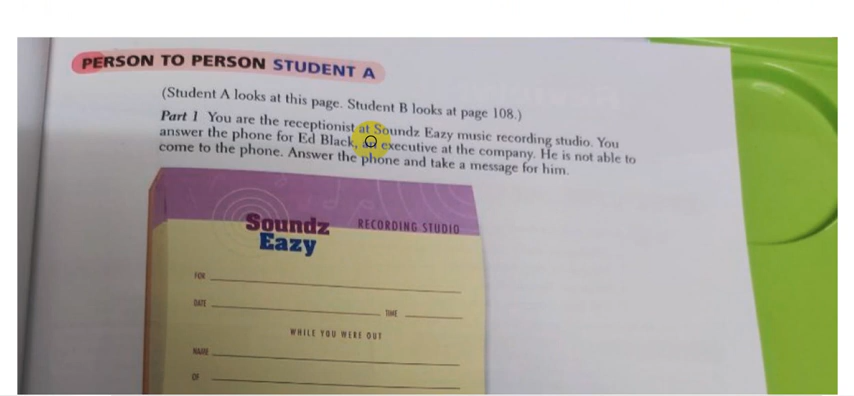 PERSON TO PERSON STUDENT A
(Student A looks at this page. Student B looks at page 108.)
Part 1 You are the receptionist at Soundz Eazy music recording studio. You
answer the phone for Ed Black, an executive at the company. He is not able to
come to the phone. Answer the phone and take a message for him.
Soundz
Eazy
RECORDING STUDIO
FOR
DATE TIME
WHILE YOU WERE OUT
NAME
OF